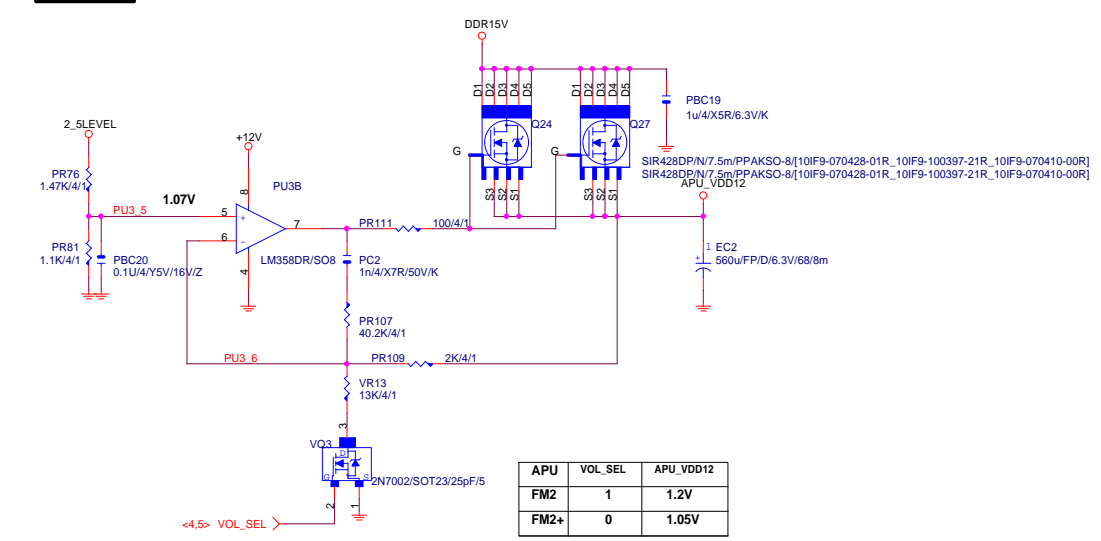 DDR15V
D1
D2
D3
D4
D5
D1
D2
D3
D4
D5
PBC19
1u/4/X5R/6.3V/K
Q24
Q27
G
G
SIR428DP/N/7.5m/PPAKSO-8/[10IF9-070428-01R_10IF9-100397-21R_10IF9-070410-00R]
SIR428DP/N/7.5m/PPAKSO-8/[10IF9-070428-01R_10IF9-100397-21R_10IF9-070410-00R]
S3
S2
S1
S3
S2
S1
APU_VDD12
2_5LEVEL
+12V
PR76
1.47K/4/1
1.07V
PU3_5
PU3B
8
5
+
6
-
7
4
LM358DR/SO8
PR81
1.1K/4/1
PBC20
0.1U/4/Y5V/16V/Z
PR111
100/4/1
PC2
1n/4/X7R/50V/K
1
+
EC2
560u/FP/D/6.3V/68/8m
PR107
40.2K/4/1
PU3_6
PR109
2K/4/1
VR13
13K/4/1
3
VQ3
D
G
S
2N7002/SOT23/25pF/5
2
1
<4,5> VOL_SEL
APU VOL_SEL APU_VDD12
FM2 1 1.2V
FM2+ 0 1.05V